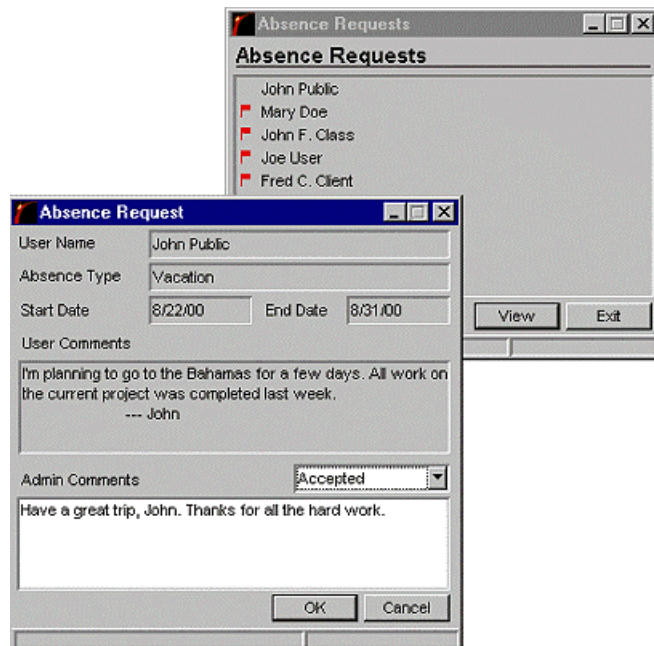 Absence Requests
Absence Requests
John Public
Mary Doe
John F. Class
Joe User
Fred C. Client
View Exit
Absence Request
User Name John Public
Absence Type Vacation
Start Date 8/22/00 End Date 8/31/00
User Comments
I'm planning to go to the Bahamas for a few days. All work on
the current project was completed last week.
--- John
Admin Comments Accepted
Have a great trip, John. Thanks for all the hard work.
OK Cancel